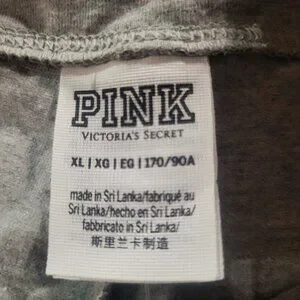 PINK
VICTORIA'S SECRET
XL | XG | EG | 170/90A
made in Sri Lanka/fabriqué au
Sri Lanka/hecho en Sri Lanka/
fabbricato in Sri Lanka/
斯里兰卡制造